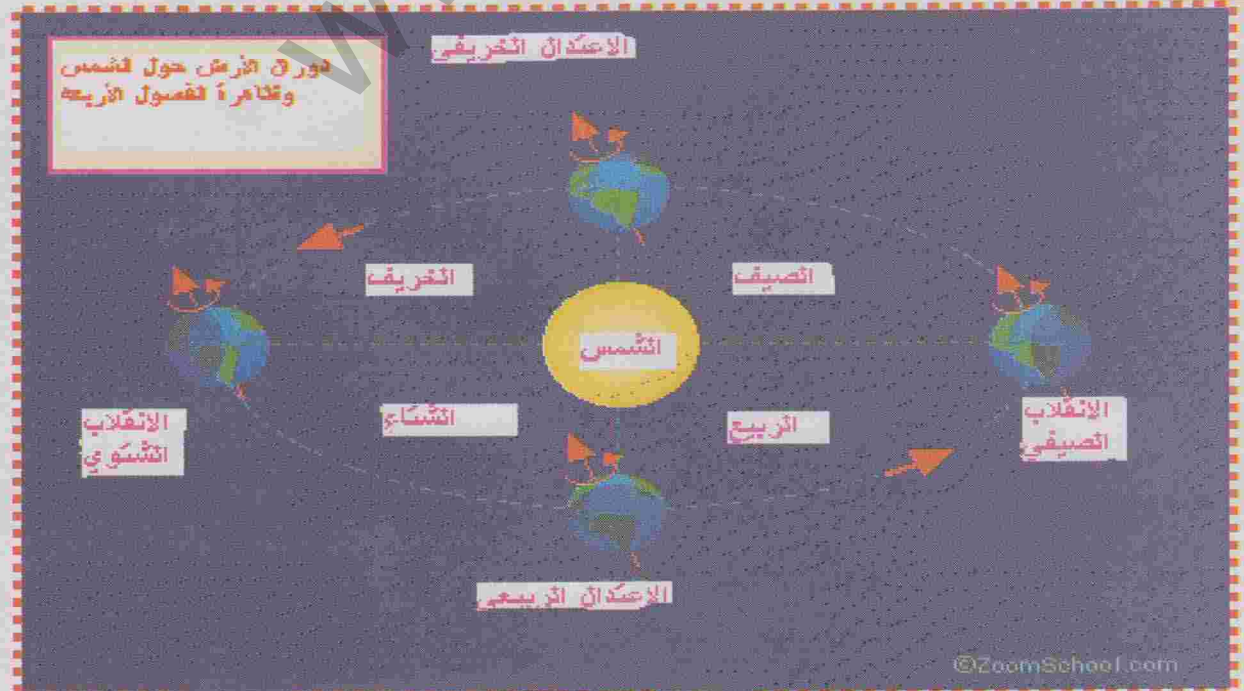 دوران الأرض حول الشمس
وظاهرة الفصول الأربعة
الاعتدال الخريفي
الخريف
الصيف
الشمس
الانقلاب
الشتوي
الشتاء
الربيع
الانقلاب
الصيفي
الاعتدال الربيعي
©ZoomSchool.com